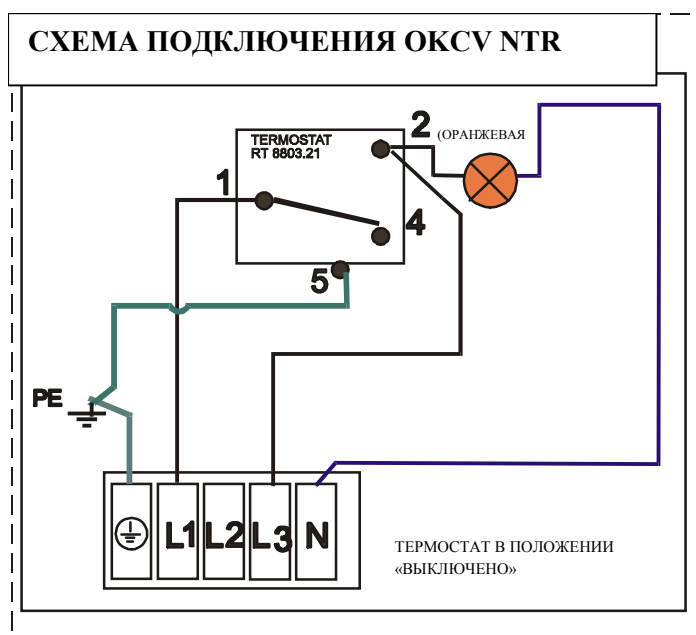 СХЕМА ПОДКЛЮЧЕНИЯ OKCV NTR
2 (ОРАНЖЕВАЯ
TERMOSTAT
RT 8803.21
1
4
5
PE
L1 L2 L3 N
ТЕРМОСТАТ В ПОЛОЖЕНИИ
«ВЫКЛЮЧЕНО»